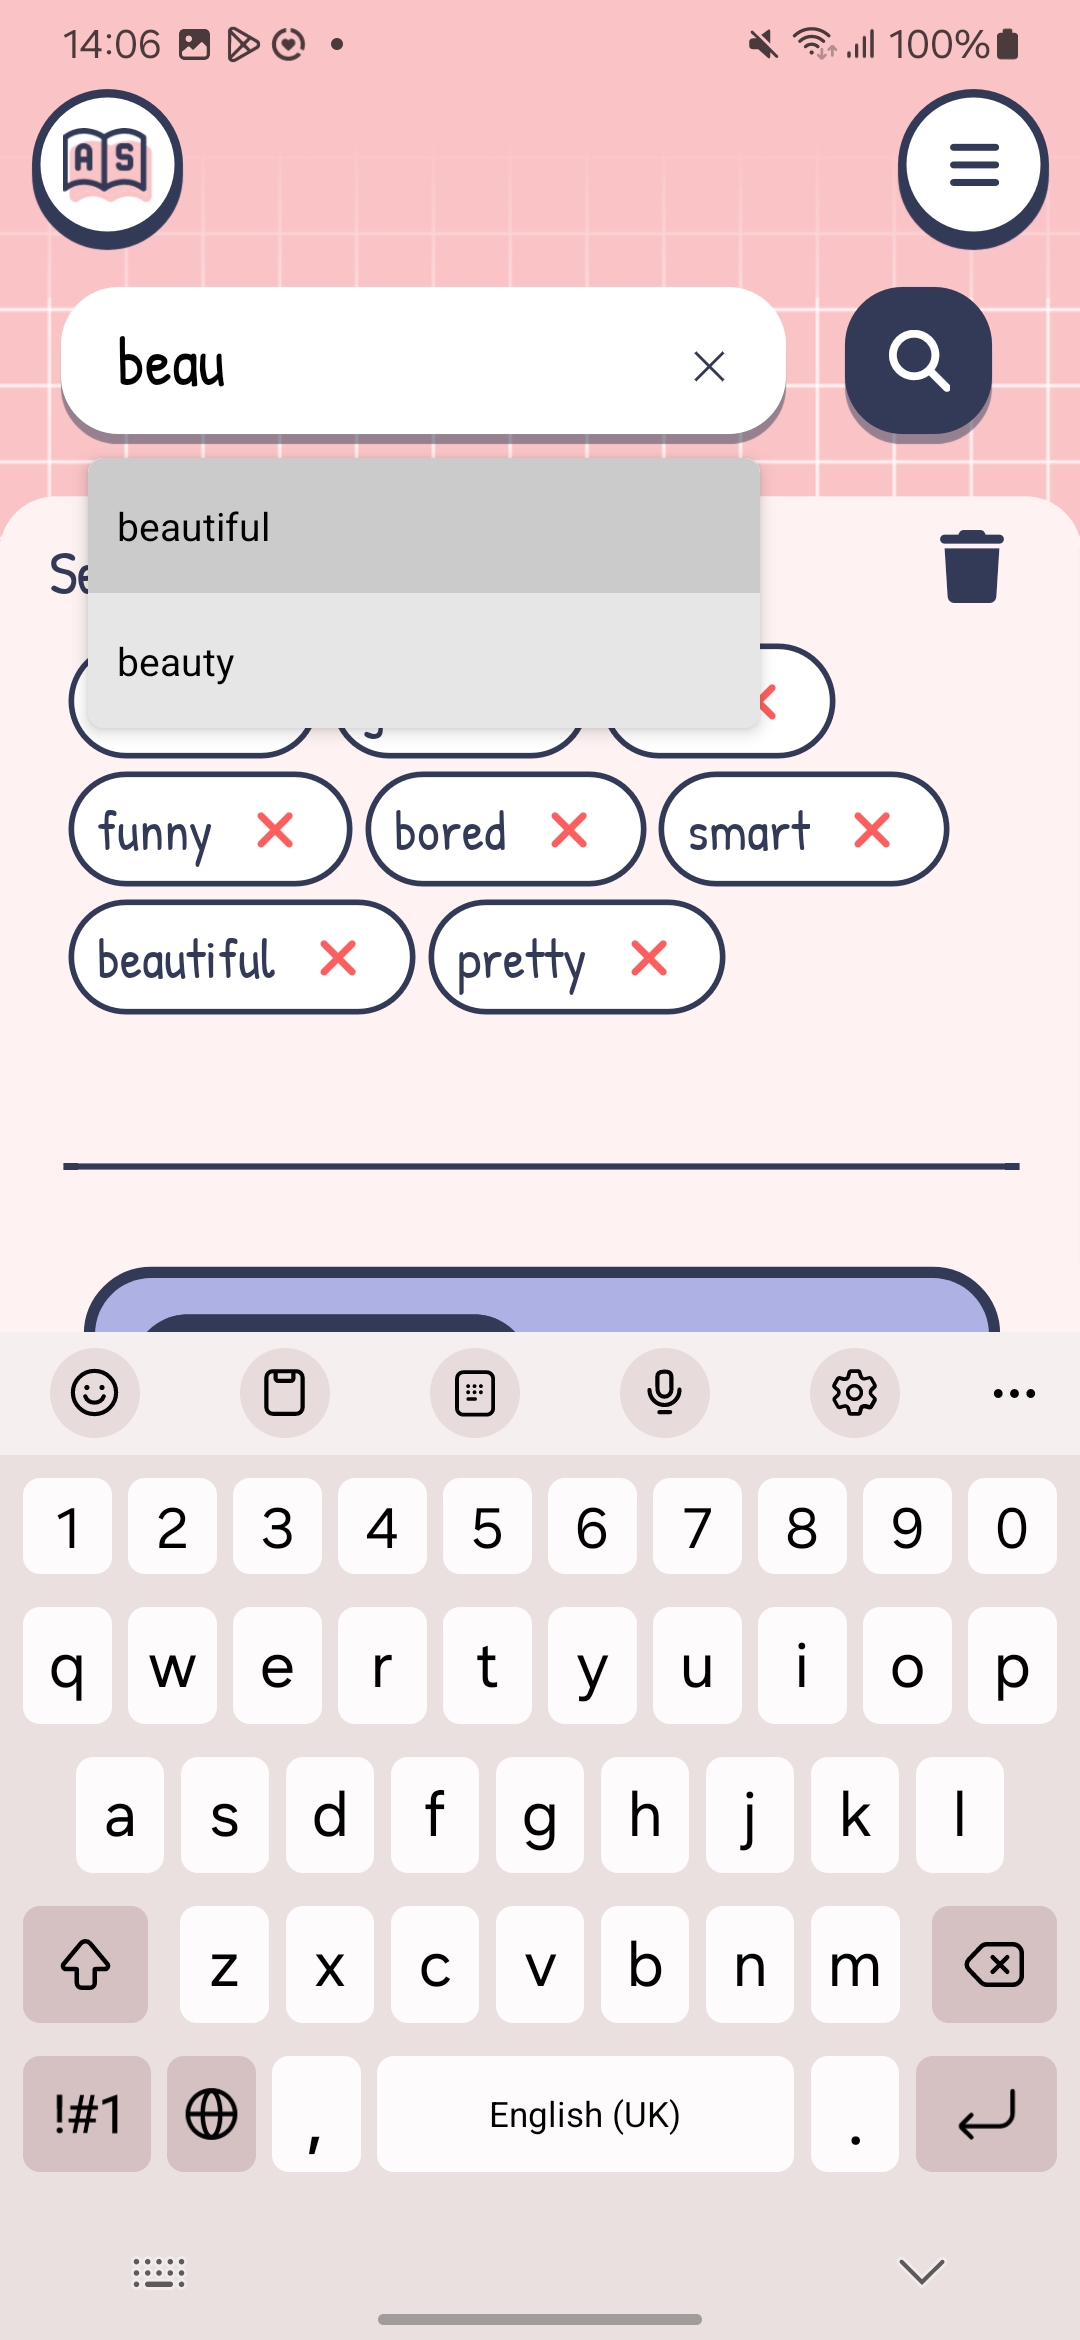 14:06
100%
A S
beau
beautiful
Se
beauty
funny
bored
smart
beautiful
pretty
1 2 3 4 5 6 7 8 9 0
q w e r t y u i o p
a s d f g h j k l
z x c v b n m
!#1 , English (UK) .